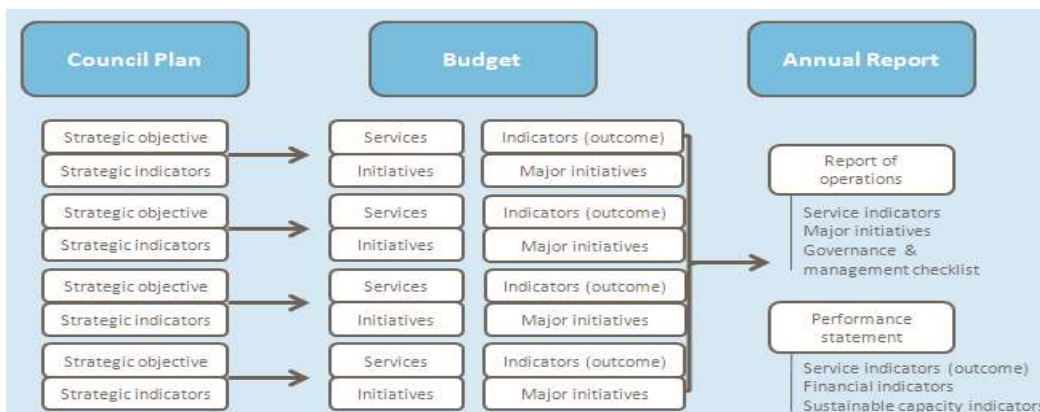 Council Plan
Budget
Annual Report
Strategic objective
Strategic indicators
Services
Initiatives
Indicators (outcome)
Major initiatives
Strategic objective
Strategic indicators
Services
Initiatives
Indicators (outcome)
Major initiatives
Strategic objective
Strategic indicators
Services
Initiatives
Indicators (outcome)
Major initiatives
Strategic objective
Strategic indicators
Services
Initiatives
Indicators (outcome)
Major initiatives
Report of
operations
Service indicators
Major initiatives
Governance &
management checklist
Performance
statement
Service indicators (outcome)
Financial indicators
Sustainable capacity indicators